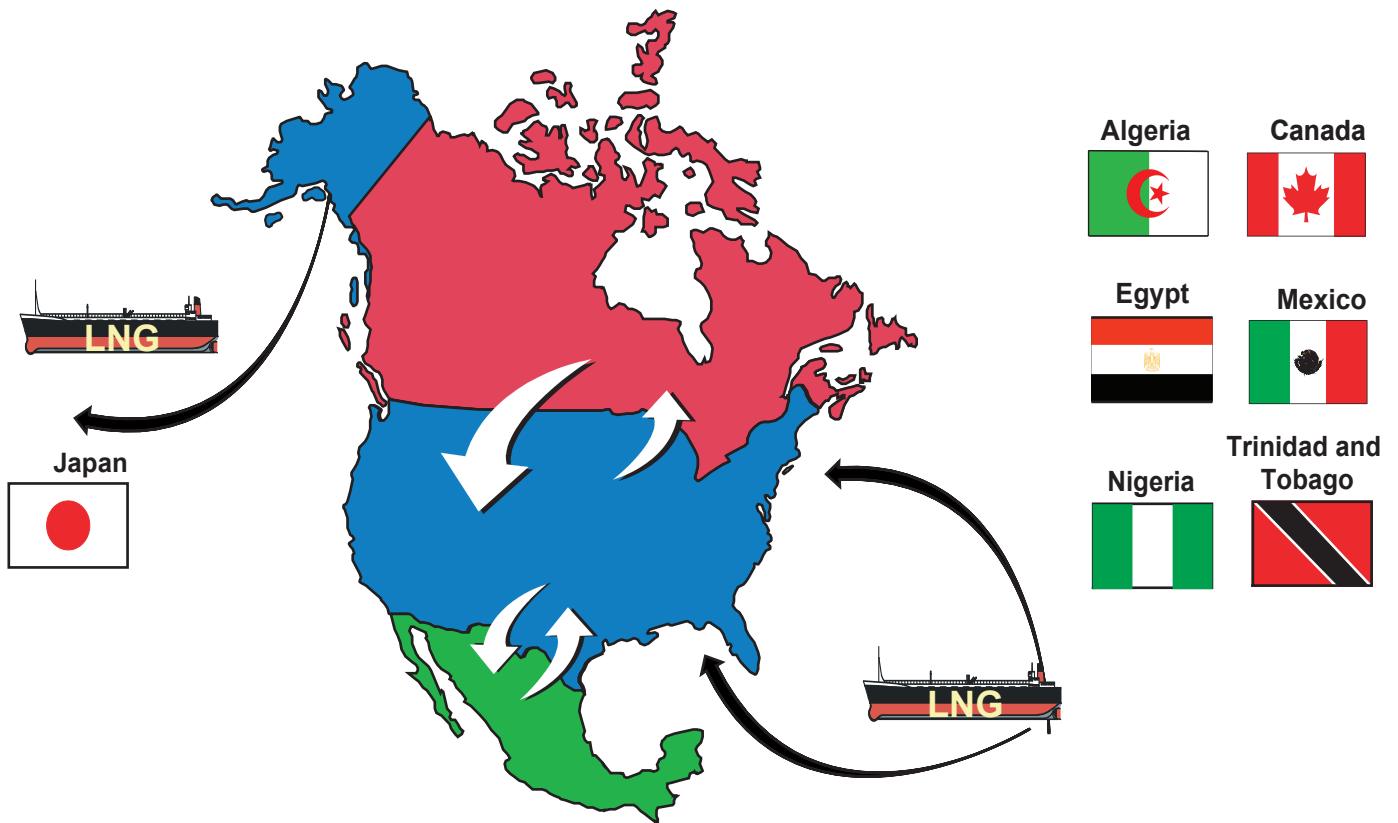 Algeria
Canada
Egypt
Mexico
LNG
Japan
Nigeria
Trinidad and
Tobago
LNG